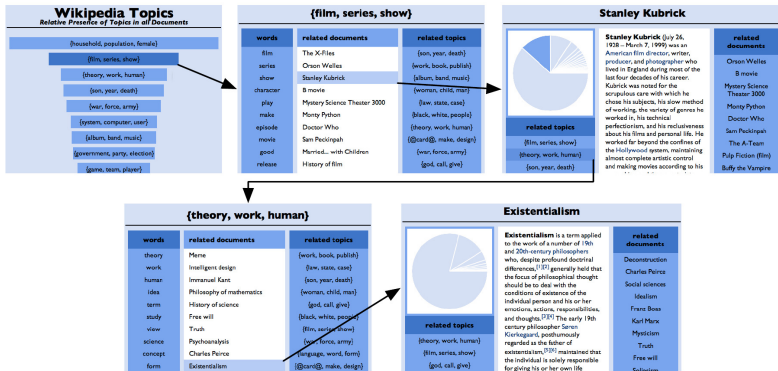 Wikipedia Topics
Relative Presence of Topics in all Documents
{household, population, female}
{film, series, show}
{theory, work, human}
{son, year, death}
{war, force, army}
{system, computer, user}
{album, band, music}
{government, party, election}
{game, team, player}
{film, series, show}
words
related documents
related topics
film
The X-Files
{son, year, death}
series
Orson Welles
{work, book, publish}
show
Stanley Kubrick
{album, band, music}
character
B movie
{woman, child, man}
play
Mystery Science Theater 3000
{law, state, case}
make
Monty Python
{black, white, people}
episode
Doctor Who
{theory, work, human}
movie
Sam Peckinpah
{@card@, make, design}
good
Married... with Children
{war, force, army}
release
History of film
{god, call, give}
Stanley Kubrick
related topics
{film, series, show}
{theory, work, human}
{son, year, death}
Stanley Kubrick (July 26,
1928 – March 7, 1999) was an
American film director, writer,
producer, and photographer who
lived in England during most of the
last four decades of his career.
Kubrick was noted for the
scrupulous care with which he
chose his subjects, his slow method
of working, the variety of genres he
worked in, his technical
perfectionism, and his reclusiveness
about his films and personal life. He
worked far beyond the confines of
the Hollywood system, maintaining
almost complete artistic control
and making movies according to his
related
documents
Orson Welles
B movie
Mystery Science
Theater 3000
Monty Python
Doctor Who
Sam Peckinpah
The A-Team
Pulp Fiction (film)
Buffy the Vampire
{theory, work, human}
words
related documents
related topics
theory
Meme
{work, book, publish}
work
Intelligent design
{law, state, case}
human
Immanuel Kant
{son, year, death}
idea
Philosophy of mathematics
{woman, child, man}
term
History of science
{god, call, give}
study
Free will
{black, white, people}
view
Truth
{film, series, show}
science
Psychoanalysis
{war, force, army}
concept
Charles Peirce
{language, word, form}
form
Existentialism
{@card@, make, design}
Existentialism
related topics
{theory, work, human}
{film, series, show}
{god, call, give}
Existentialism is a term applied
to the work of a number of 19th
and 20th-century philosophers
who, despite profound doctrinal
differences,[1][2] generally held that
the focus of philosophical thought
should be to deal with the
conditions of existence of the
individual person and his or her
emotions, actions, responsibilities,
and thoughts.[3][4] The early 19th
century philosopher Søren
Kierkegaard, posthumously
regarded as the father of
existentialism,[5][6] maintained that
the individual is solely responsible
for giving his or her own life
related
documents
Deconstruction
Charles Peirce
Social sciences
Idealism
Franz Boas
Karl Marx
Mysticism
Truth
Free will